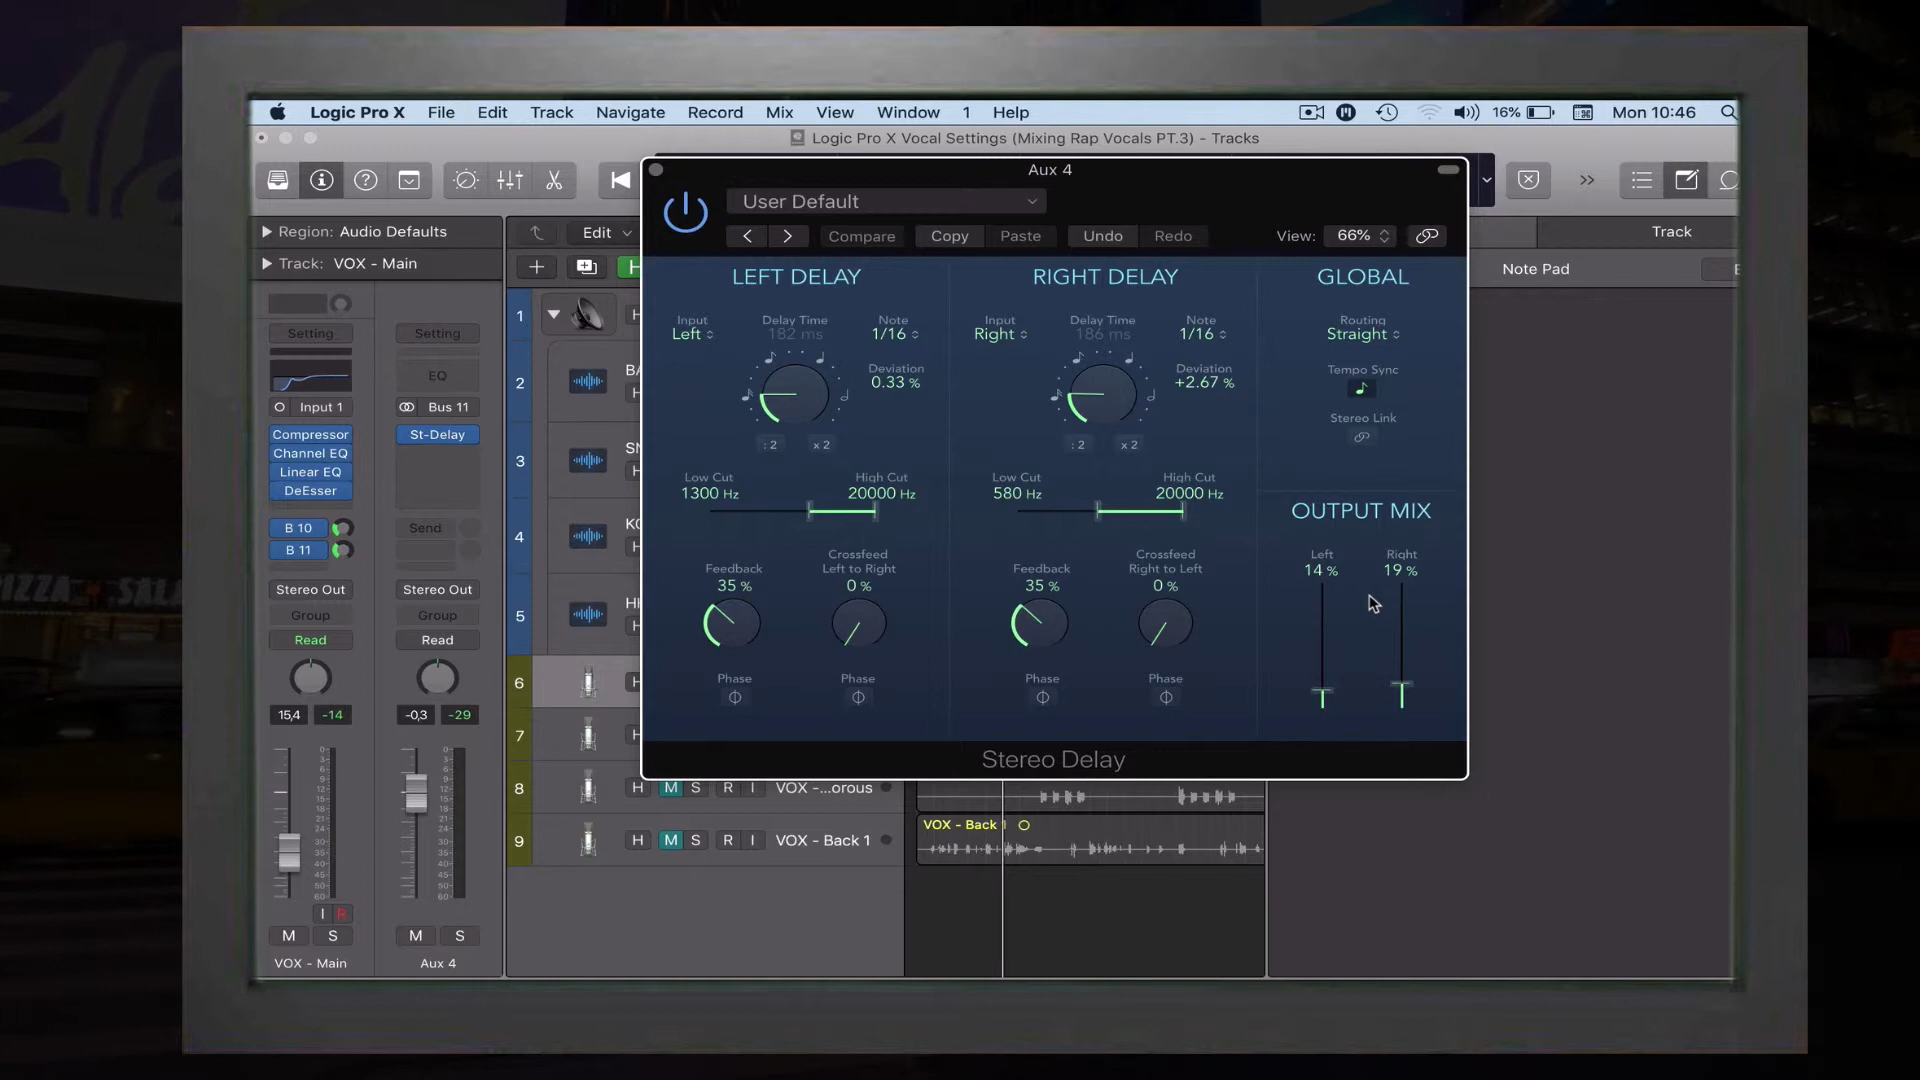 Logic Pro X File Edit Track Navigate Record Mix View Window 1 Help 16% Mon 10:46
Logic Pro X Vocal Settings (Mixing Rap Vocals PT.3) - Tracks
Aux 4
User Default
Compare Copy Paste Undo Redo View: 66%
Region: Audio Defaults
Track: VOX - Main
Edit
Track
Note Pad
LEFT DELAY
Input
Left
Delay Time
182 ms
Note
1/16
Deviation
0.33 %
: 2 x 2
Low Cut
1300 Hz
High Cut
20000 Hz
Feedback
35 %
Crossfeed
Left to Right
0 %
Phase Phase
RIGHT DELAY
Input
Right
Delay Time
186 ms
Note
1/16
Deviation
+2.67 %
: 2 x 2
Low Cut
580 Hz
High Cut
20000 Hz
Feedback
35 %
Crossfeed
Right to Left
0 %
Phase Phase
GLOBAL
Routing
Straight
Tempo Sync
Stereo Link
OUTPUT MIX
Left Right
14 % 19 %
Stereo Delay
Setting
Input 1
Compressor
Channel EQ
Linear EQ
DeEsser
B 10
B 11
Stereo Out
Group
Read
15,4 -14
I R
M S
VOX - Main
Setting
EQ
Bus 11
St-Delay
Send
Stereo Out
Group
Read
-0,3 -29
M S
Aux 4
1 H
2 H
3
4 H
5 H
6 H
7 H
8 H M S R I VOX -...orous
9 H M S R I VOX - Back 1
VOX - Back
PIZZA